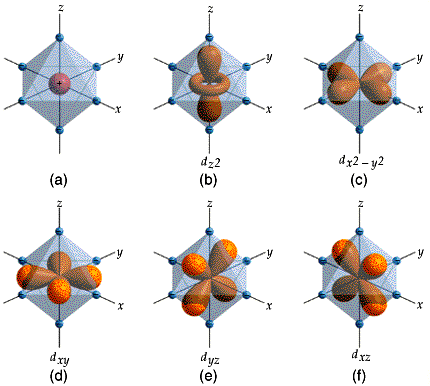 z z z
y y y
+
x x x
dz2 dx2 – y2
(a) (b) (c)
z z z
y y y
x x x
dxy dyz dxz
(d) (e) (f)